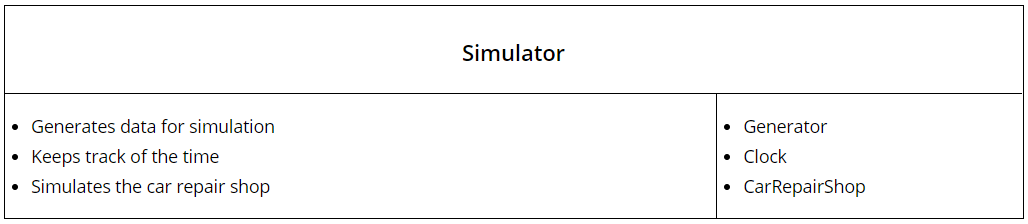 Simulator
Generates data for simulation
Keeps track of the time
Simulates the car repair shop
Generator
Clock
CarRepairShop